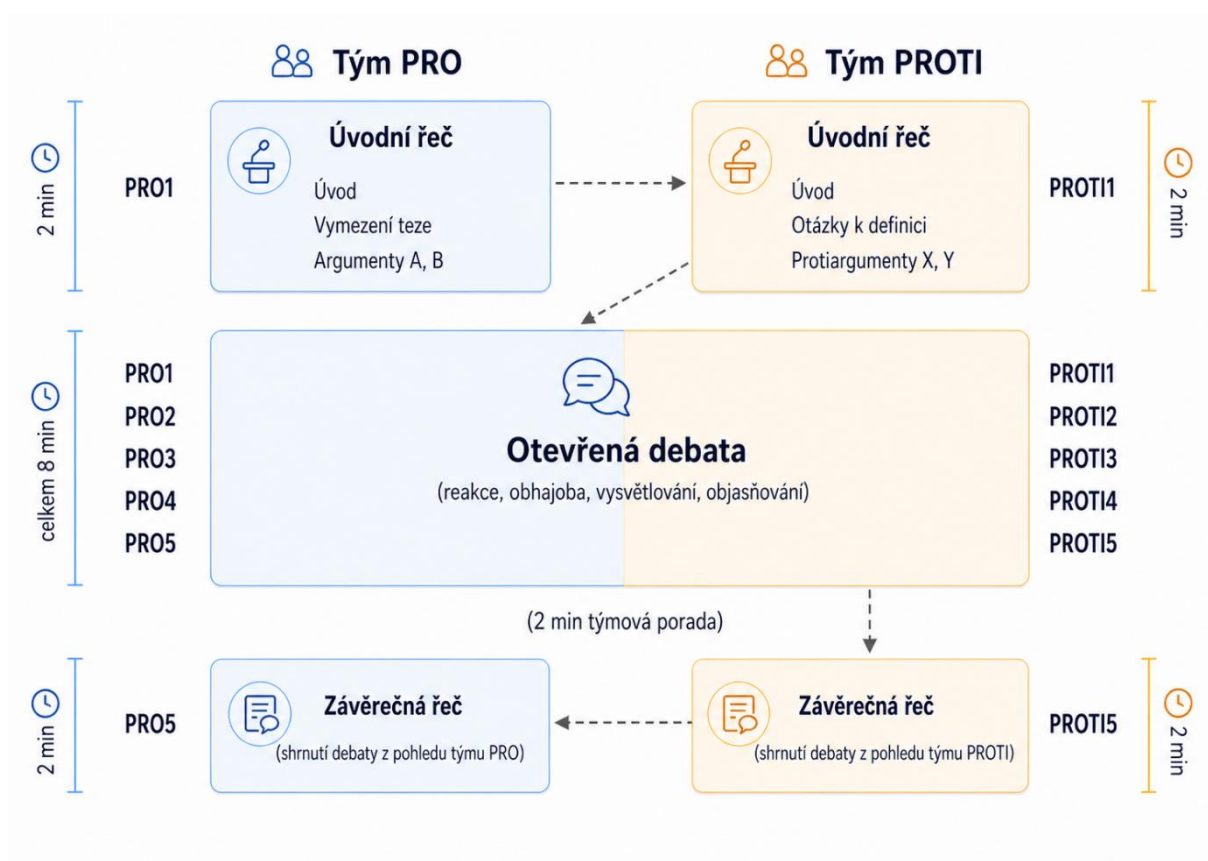 Tým PRO
Tým PROTI
2 min
PRO1
Úvodní řeč
Úvod
Vymezení teze
Argumenty A, B
Úvodní řeč
Úvod
Otázky k definici
Protiargumenty X, Y
PROTI1
2 min
celkem 8 min
PRO1
PRO2
PRO3
PRO4
PRO5
Otevřená debata
(reakce, obhajoba, vysvětlování, objasňování)
PROTI1
PROTI2
PROTI3
PROTI4
PROTI5
(2 min týmová porada)
2 min
PRO5
Závěrečná řeč
(shrnutí debaty z pohledu týmu PRO)
Závěrečná řeč
(shrnutí debaty z pohledu týmu PROTI)
PROTI5
2 min